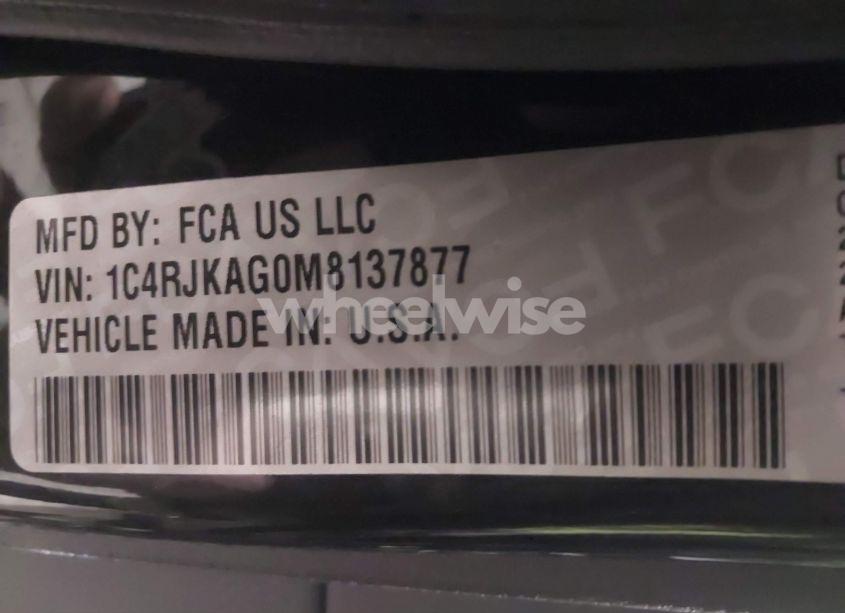 MFD BY: FCA US LLC
VIN: 1C4RJKAG0M8137877
VEHICLE MADE IN: U.S.A.
wheelwise